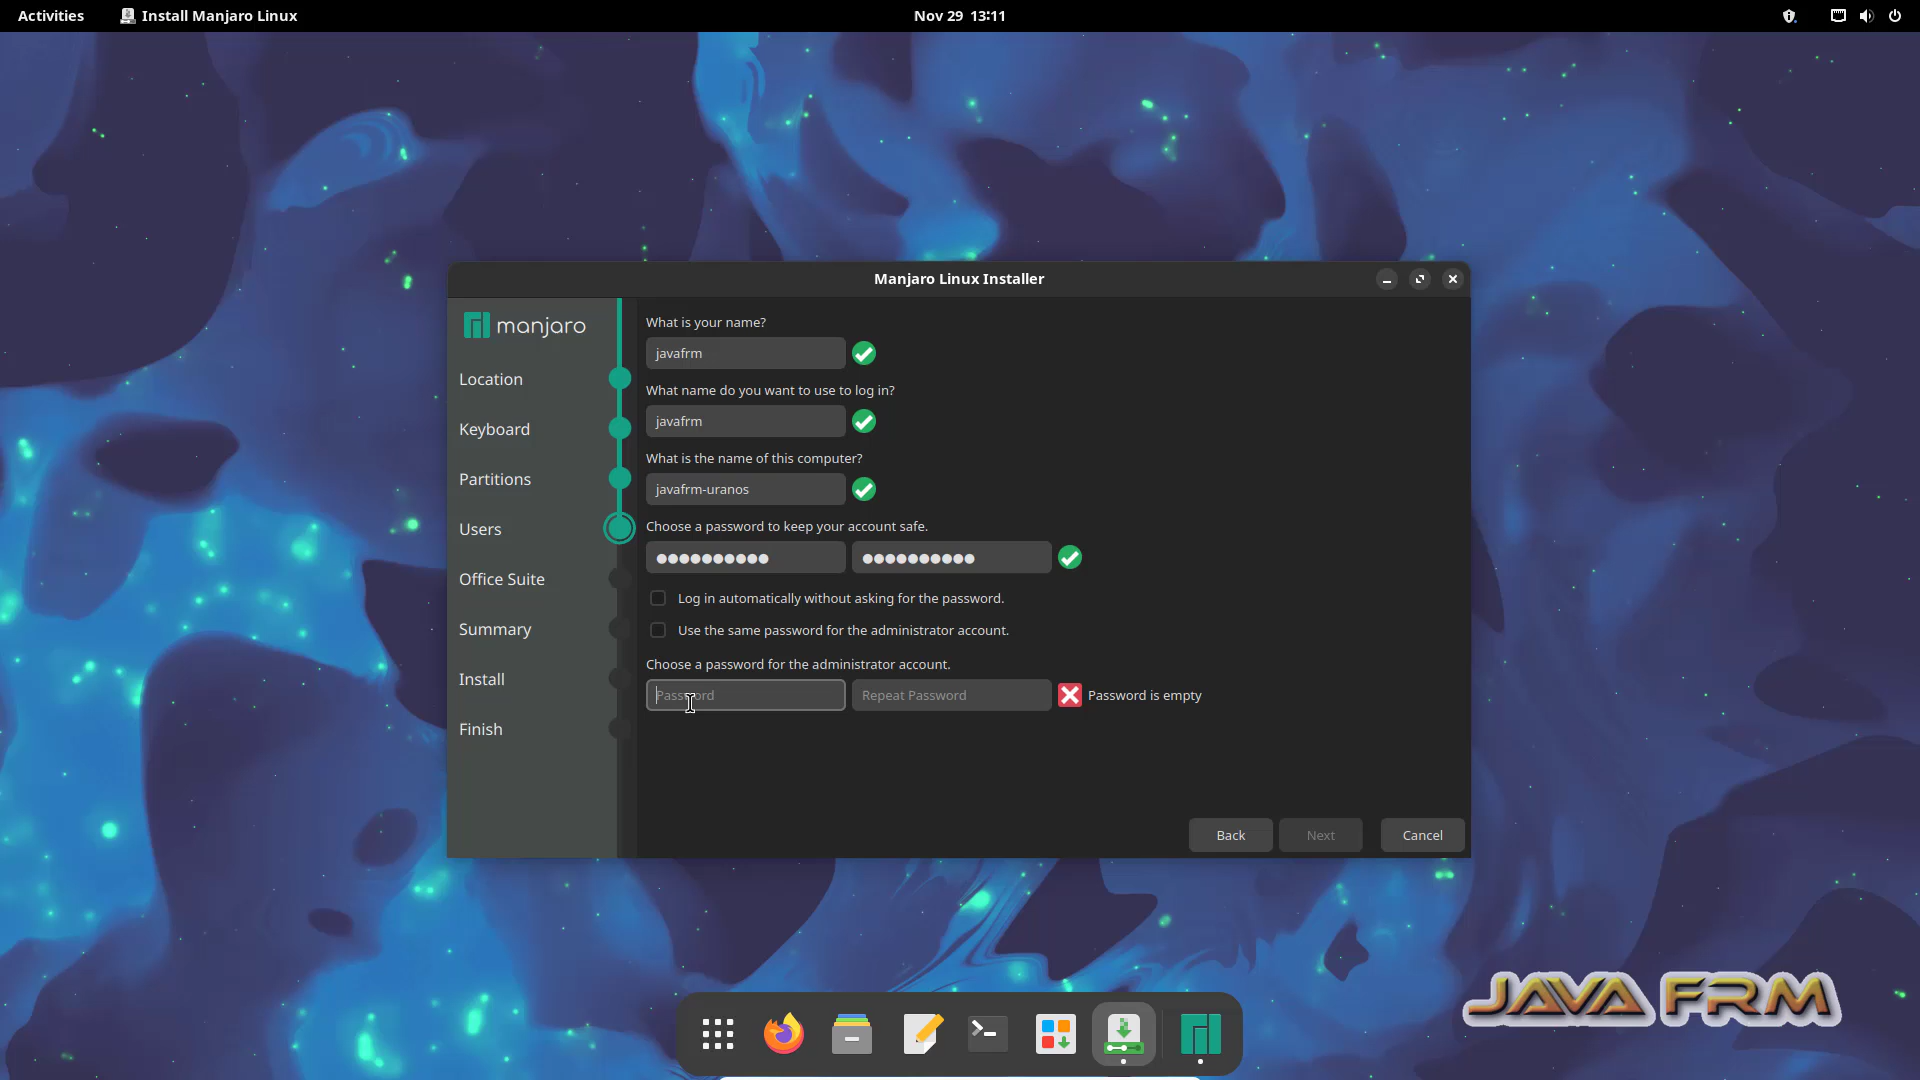 Activities
Install Manjaro Linux
Nov 29 13:11
Manjaro Linux Installer
manjaro
Location
Keyboard
Partitions
Users
Office Suite
Summary
Install
Finish
What is your name?
javafrm
What name do you want to use to log in?
javafrm
What is the name of this computer?
javafrm-uranos
Choose a password to keep your account safe.
●●●●●●●●●● ●●●●●●●●●●
Log in automatically without asking for the password.
Use the same password for the administrator account.
Choose a password for the administrator account.
Password Repeat Password Password is empty
Back Next Cancel
JAVA FRM